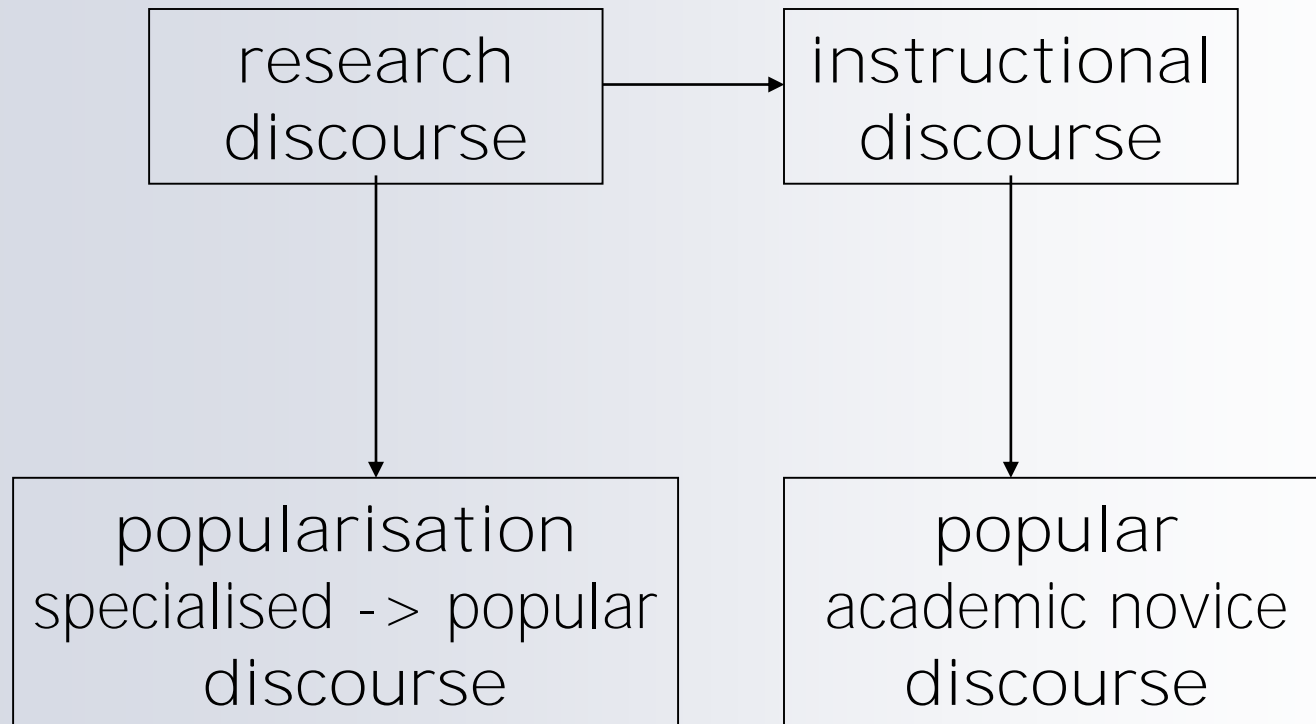 research
discourse
instructional
discourse
popularisation
specialised -> popular
discourse
popular
academic novice
discourse